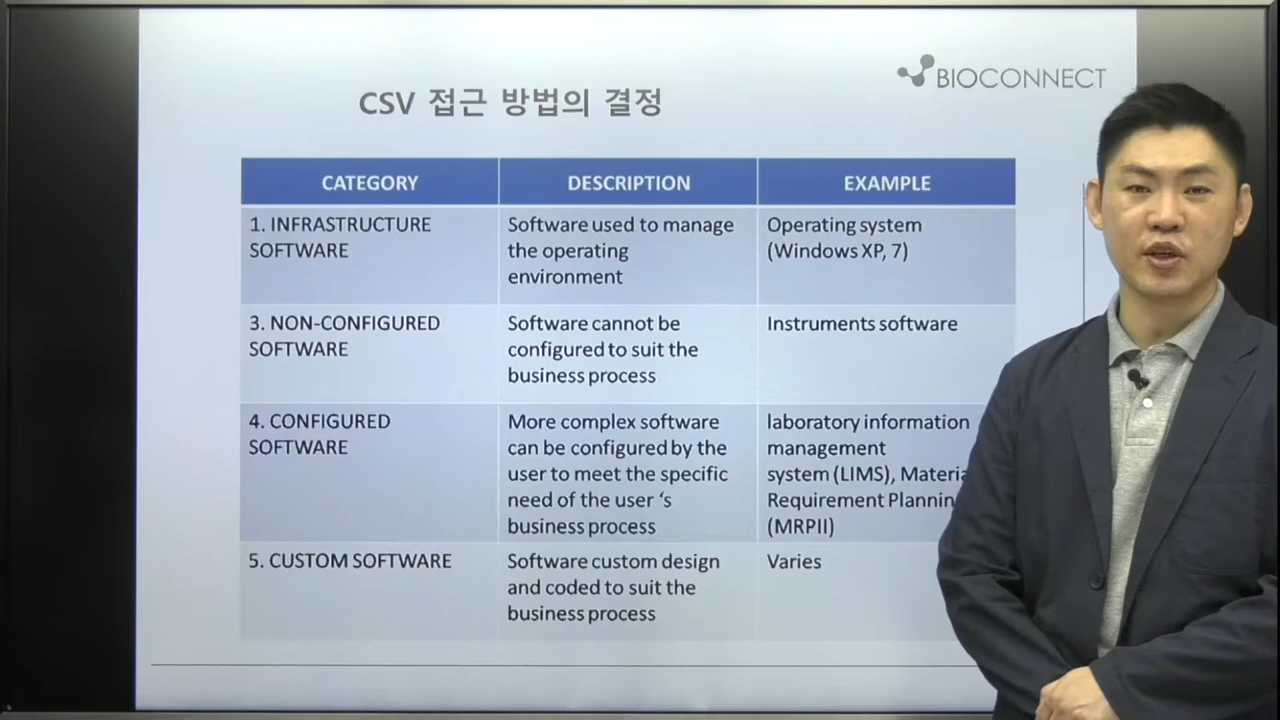 BIOCONNECT
CSV 접근 방법의 결정
CATEGORY
DESCRIPTION
EXAMPLE
1. INFRASTRUCTURE
SOFTWARE
Software used to manage
the operating
environment
Operating system
(Windows XP, 7)
3. NON-CONFIGURED
SOFTWARE
Software cannot be
configured to suit the
business process
Instruments software
4. CONFIGURED
SOFTWARE
More complex software
can be configured by the
user to meet the specific
need of the user ‘s
business process
laboratory information
management
system (LIMS), Materia
Requirement Plannin
(MRPII)
5. CUSTOM SOFTWARE
Software custom design
and coded to suit the
business process
Varies